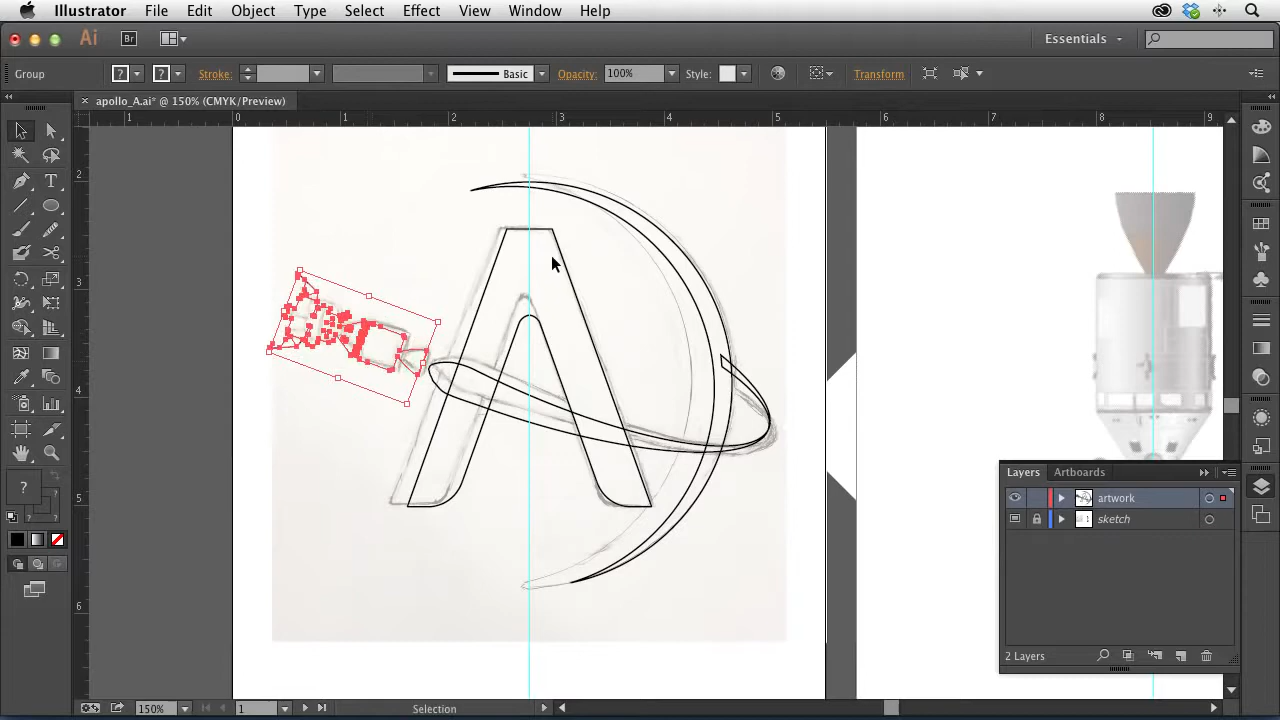 Illustrator File Edit Object Type Select Effect View Window Help
Ai Br Essentials
Group ? ? Stroke: Basic Opacity: 100% Style: Transform
× apollo_A.ai* @ 150% (CMYK/Preview)
1 0 1 2 3 4 5 6 7 8 9
2
3
4
5
6
A
T
?
Layers Artboards
artwork
sketch
2 Layers
150% 1 Selection